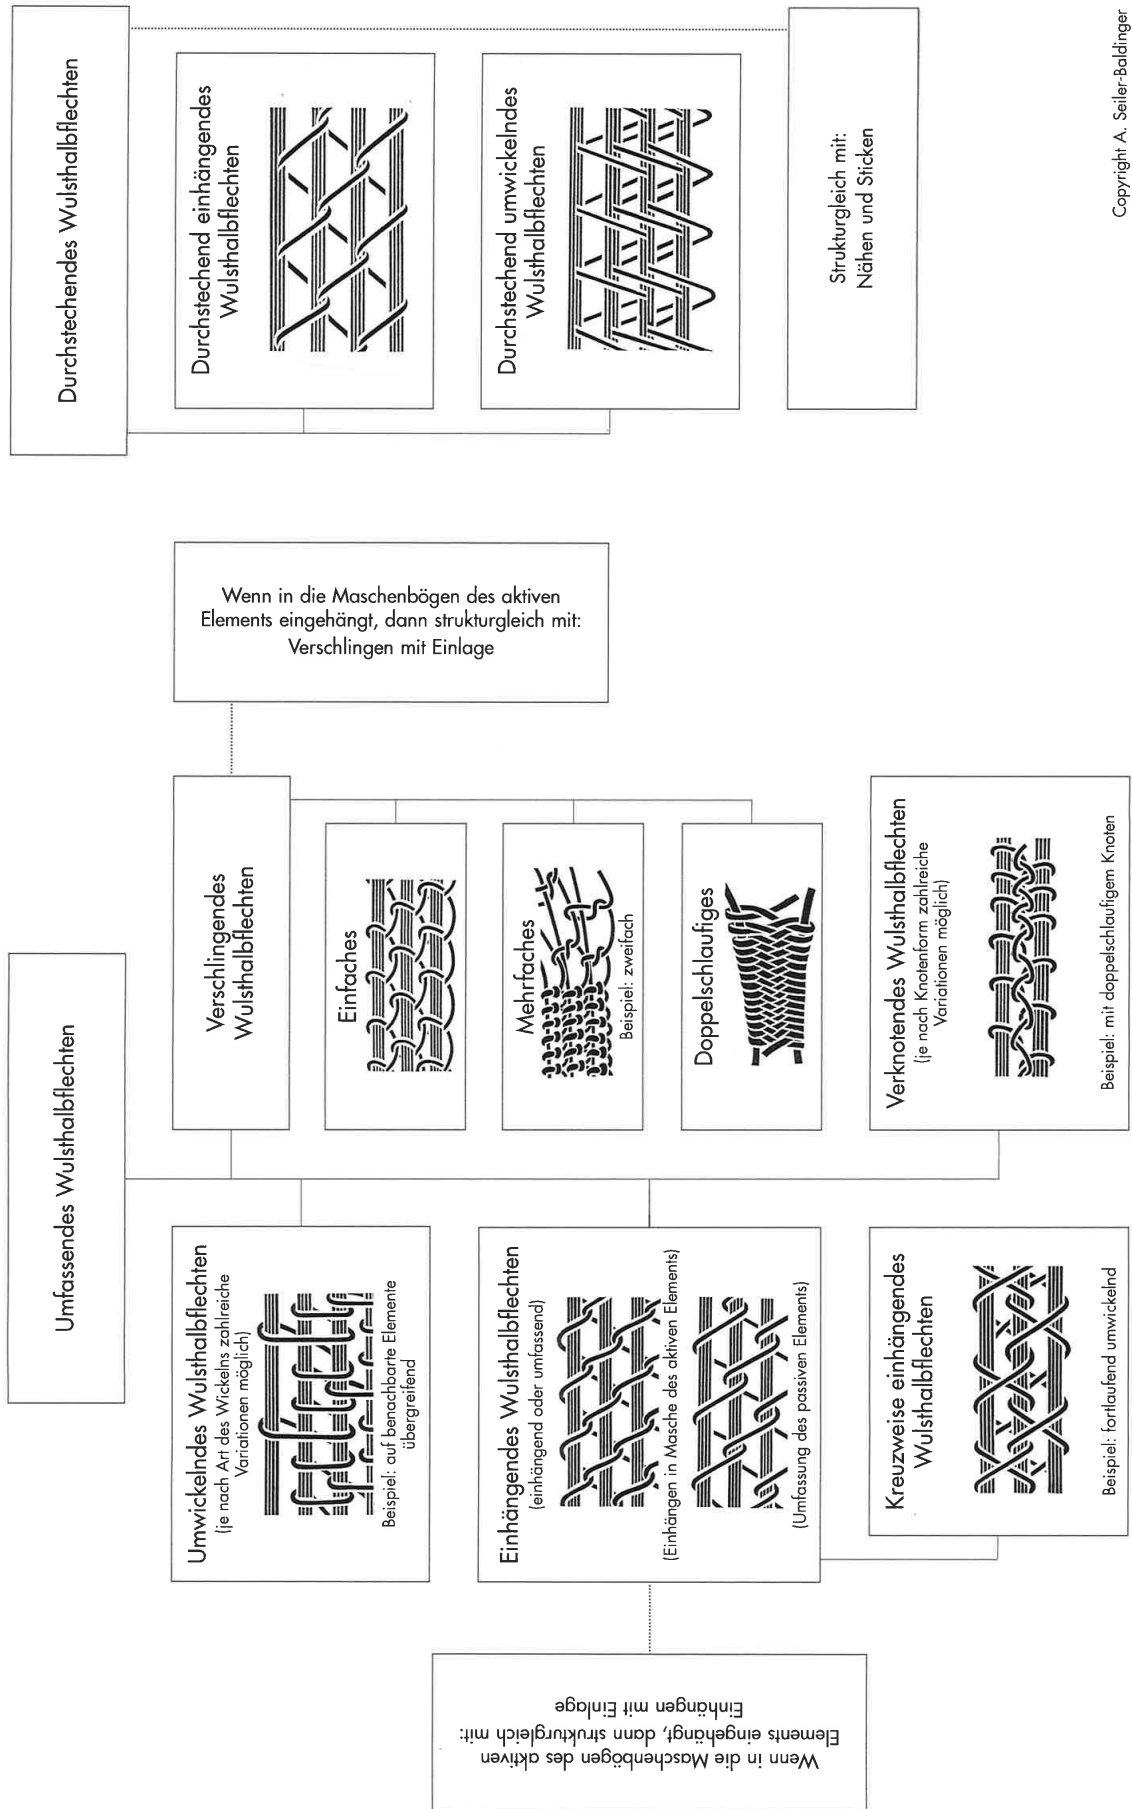 Umfassendes Wulsthalbflechten
Umwickelndes Wulsthalbflechten
(je nach Art des Wickelns zahlreiche
Variationen möglich)
Beispiel: auf benachbarte Elemente
übergreifend
Einhängendes Wulsthalbflechten
(einhängend oder umfassend)
(Einhängen in Masche des aktiven Elements)
(Umfassung des passiven Elements)
Kreuzweise einhängendes
Wulsthalbflechten
Beispiel: fortlaufend umwickelnd
Wenn in die Maschenbögen des aktiven
Elements eingehängt, dann strukturgleich mit:
Einhängen mit Einlage
Verschlingendes
Wulsthalbflechten
Einfaches
Mehrfaches
Beispiel: zweifach
Doppelschlaufiges
Verknotendes Wulsthalbflechten
(je nach Knotenform zahlreiche
Variationen möglich)
Beispiel: mit doppelschlaufigem Knoten
Wenn in die Maschenbögen des aktiven
Elements eingehängt, dann strukturgleich mit:
Verschlingen mit Einlage
Durchstechendes Wulsthalbflechten
Durchstechend einhängendes
Wulsthalbflechten
Durchstechend umwickelndes
Wulsthalbflechten
Strukturgleich mit:
Nähen und Sticken
Copyright A. Seiler-Baldinger